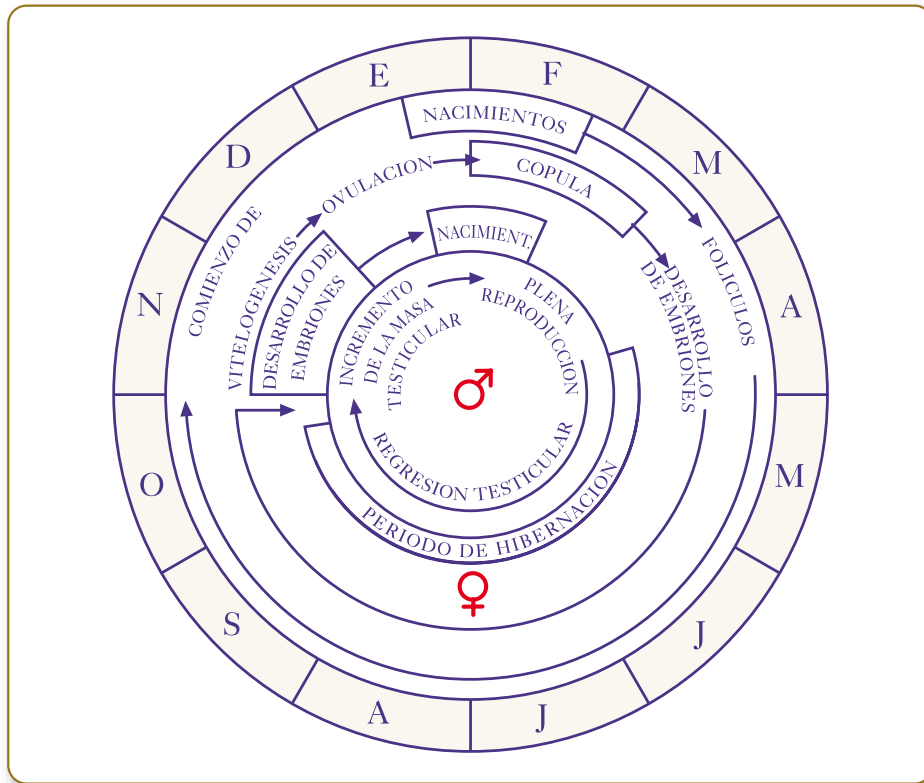 E
F
M
A
M
J
J
A
S
O
N
D
NACIMIENTOS
COPULA
OVULACION
COMIENZO DE
VITELOGENESIS
DESARROLLO DE
EMBRIONES
NACIMIENT.
FOLICULOS
DESARROLLO
DE EMBRIONES
INCREMENTO
DE LA MASA
TESTICULAR
PLENA
REPRODUCCION
REGRESION TESTICULAR
PERIODO DE HIBERNACION